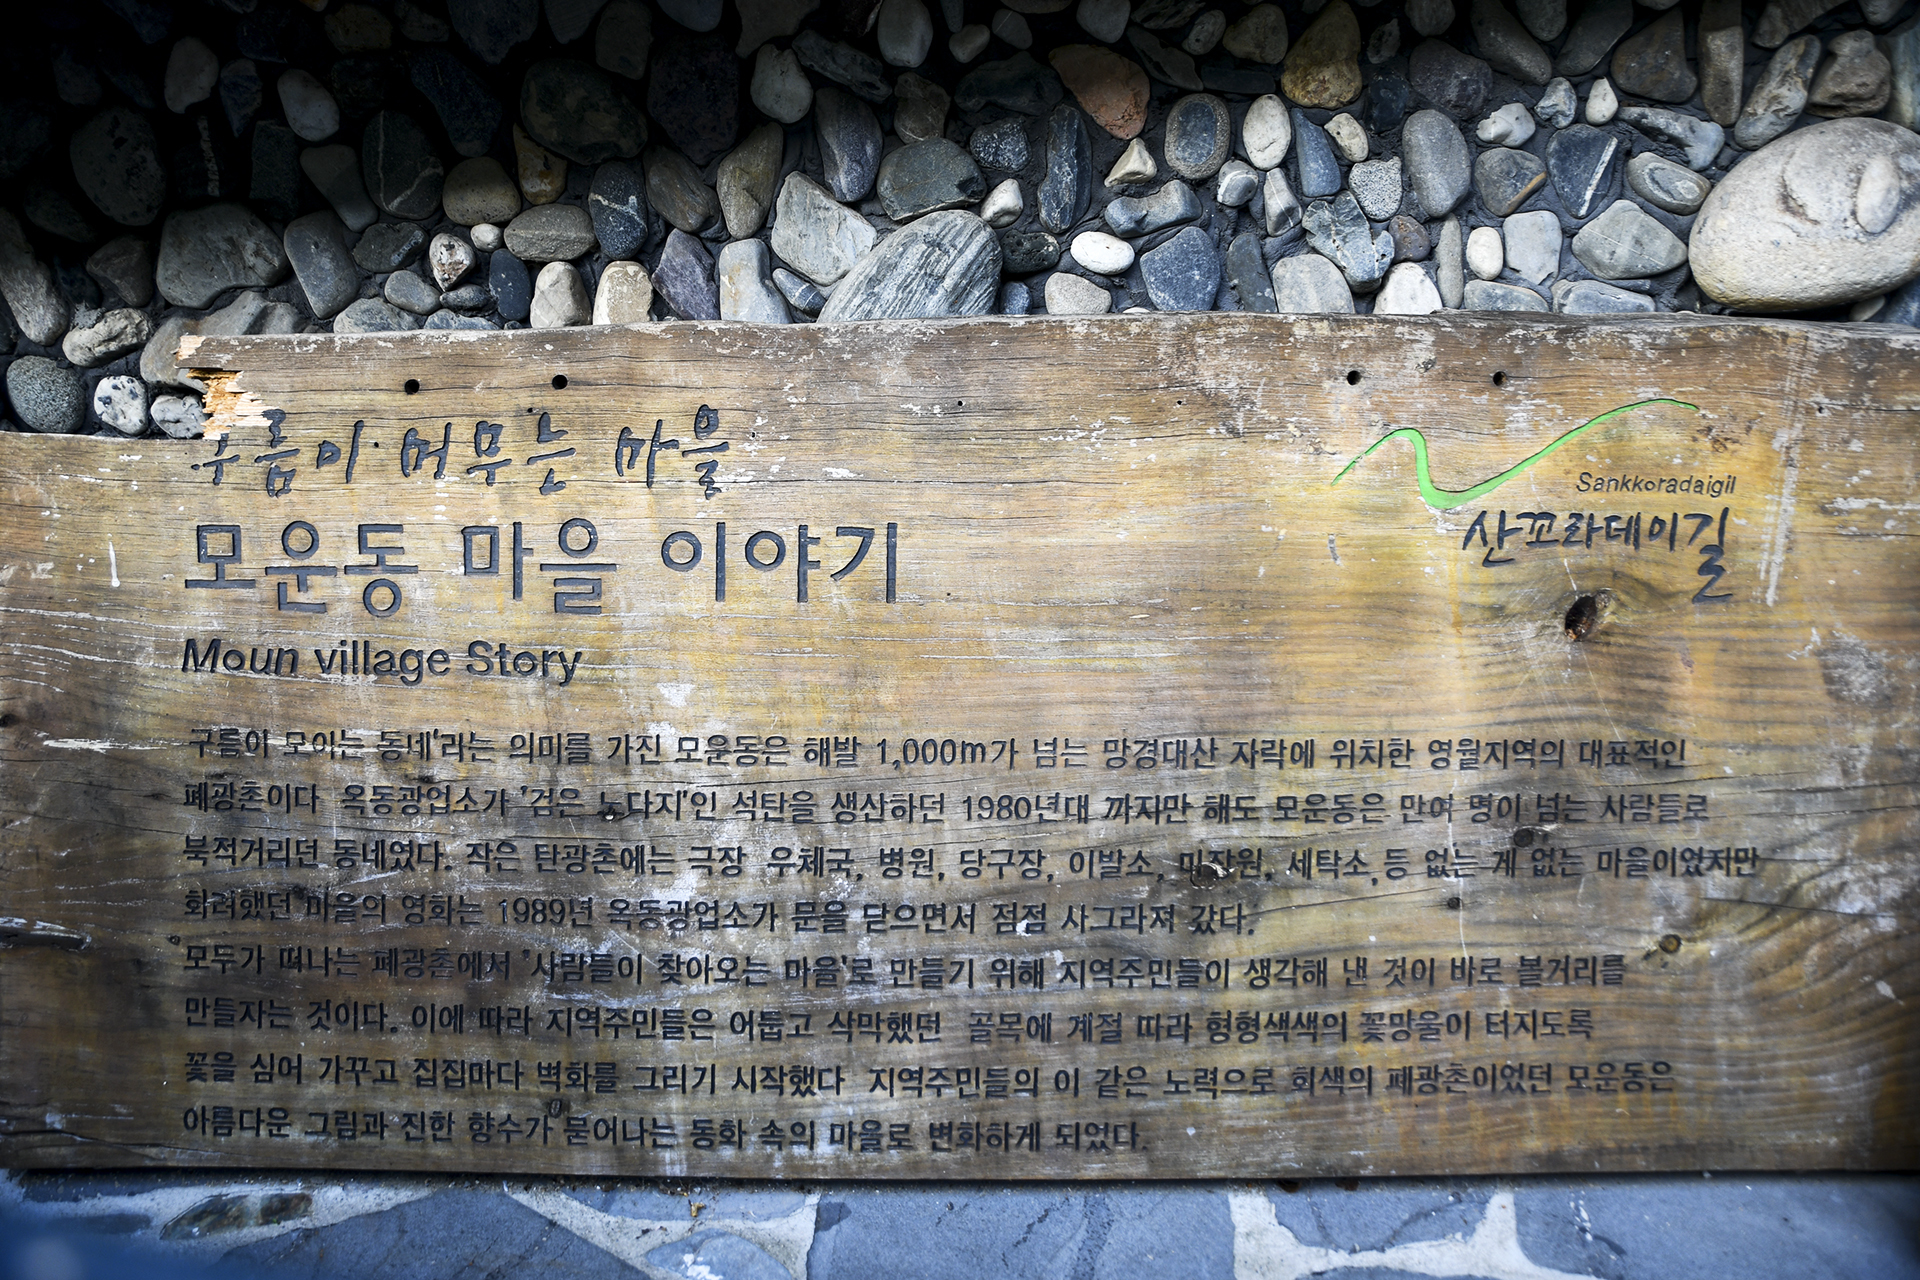 구름이 머무는 마을
모운동 마을 이야기
Moun village Story
Sankkoradaigil
산꼬라데이길
구름이 모이는 동네'라는 의미를 가진 모운동은 해발 1,000m가 넘는 망경대산 자락에 위치한 영월지역의 대표적인
폐광촌이다 옥동광업소가 '검은 노다지'인 석탄을 생산하던 1980년대 까지만 해도 모운동은 만여 명이 넘는 사람들로
북적거리던 동네였다. 작은 탄광촌에는 극장 우체국, 병원, 당구장, 이발소, 미장원, 세탁소, 등 없는 게 없는 마을이었지만
화려했던 마을의 영화는 1989년 옥동광업소가 문을 닫으면서 점점 사그라져 갔다.
모두가 떠나는 폐광촌에서 '사람들이 찾아오는 마을'로 만들기 위해 지역주민들이 생각해 낸 것이 바로 볼거리를
만들자는 것이다. 이에 따라 지역주민들은 어둡고 삭막했던 골목에 계절 따라 형형색색의 꽃망울이 터지도록
꽃을 심어 가꾸고 집집마다 벽화를 그리기 시작했다 지역주민들의 이 같은 노력으로 회색의 폐광촌이었던 모운동은
아름다운 그림과 진한 향수가 묻어나는 동화 속의 마을로 변화하게 되었다.